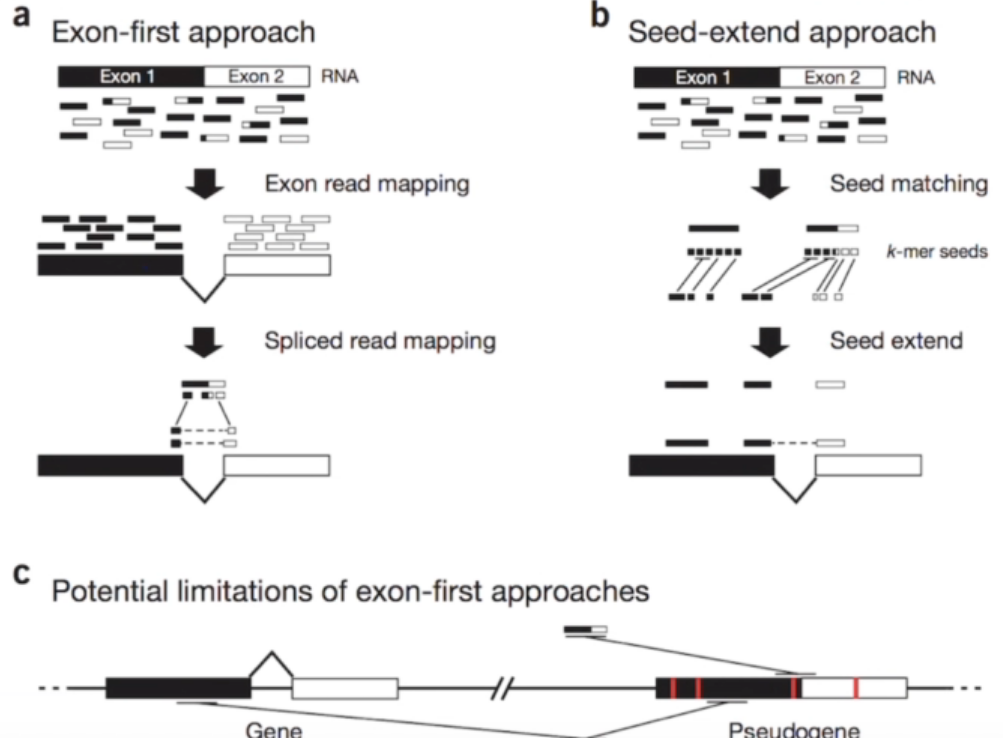 a
Exon-first approach
Exon 1 Exon 2 RNA
Exon read mapping
Spliced read mapping
b
Seed-extend approach
Exon 1 Exon 2 RNA
Seed matching
k-mer seeds
Seed extend
c
Potential limitations of exon-first approaches
Gene
Pseudogene